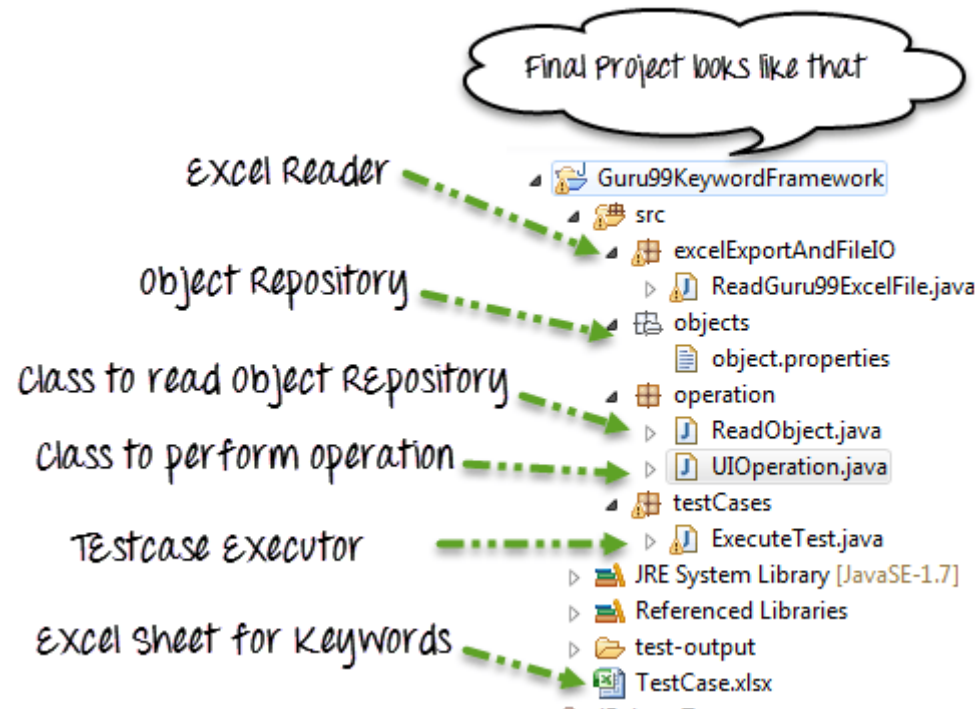 Final Project looks like that
Excel Reader
Guru99KeywordFramework
src
excelExportAndFileIO
ReadGuru99ExcelFile.java
Object Repository
objects
object.properties
Class to read Object REpository
operation
ReadObject.java
Class to perform operation
UIOperation.java
testCases
TEstcase Executor
ExecuteTest.java
JRE System Library [JavaSE-1.7]
Referenced Libraries
Excel Sheet for Keywords
test-output
TestCase.xlsx